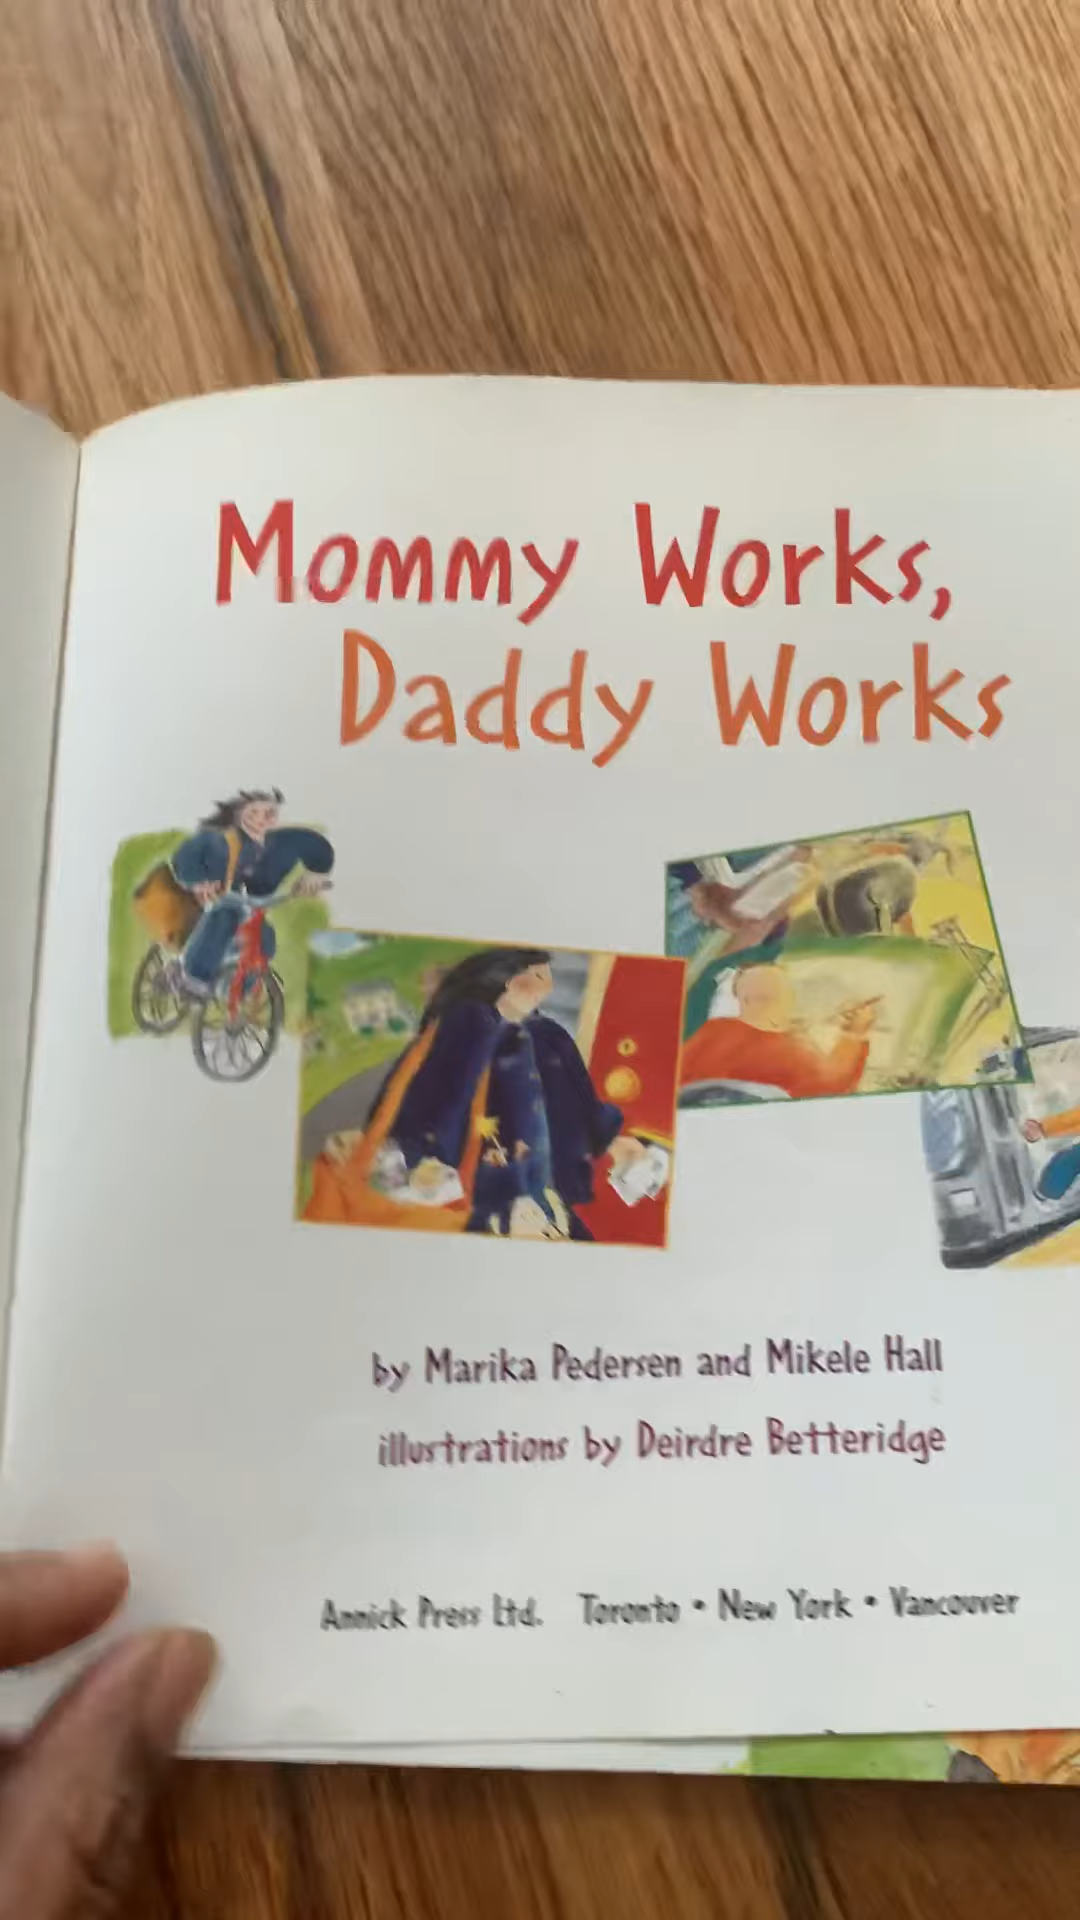 Mommy Works,
Daddy Works
by Marika Pedersen and Mikele Hall
illustrations by Deirdre Betteridge
Annick Press Ltd. Toronto • New York • Vancouver